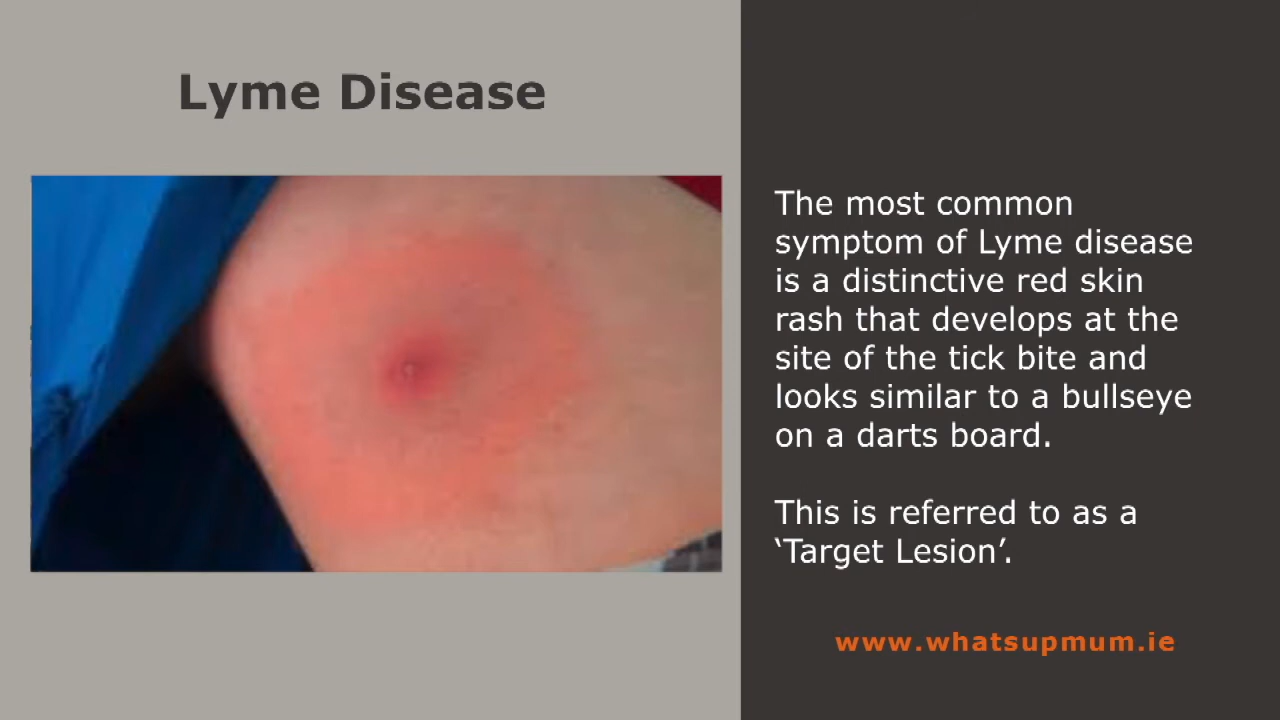 Lyme Disease
The most common
symptom of Lyme disease
is a distinctive red skin
rash that develops at the
site of the tick bite and
looks similar to a bullseye
on a darts board.
This is referred to as a
‘Target Lesion’.
www.whatsupmum.ie